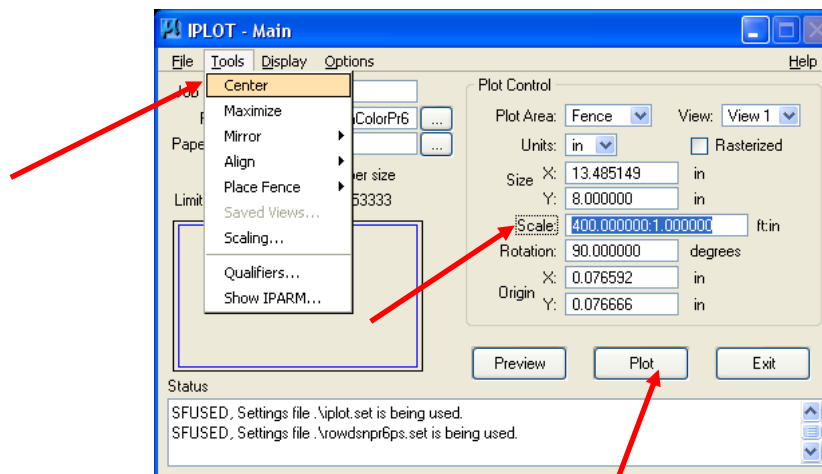 IPLOT - Main
File Tools Display Options Help
Center
Maximize
Mirror
Align
Place Fence
Saved Views...
Scaling...
Qualifiers...
Show IPARM...
ColorPr6 ...
...
er size
Limit 53333
Plot Control
Plot Area: Fence View: View 1
Units: in Rasterized
Size X: 13.485149 in
Y: 8.000000 in
Scale: 400.000000:1.000000 ft:in
Rotation: 90.000000 degrees
Origin X: 0.076592 in
Y: 0.076666 in
Preview Plot Exit
Status
SFUSED, Settings file .\iplot.set is being used.
SFUSED, Settings file .\rowdsnpr6ps.set is being used.